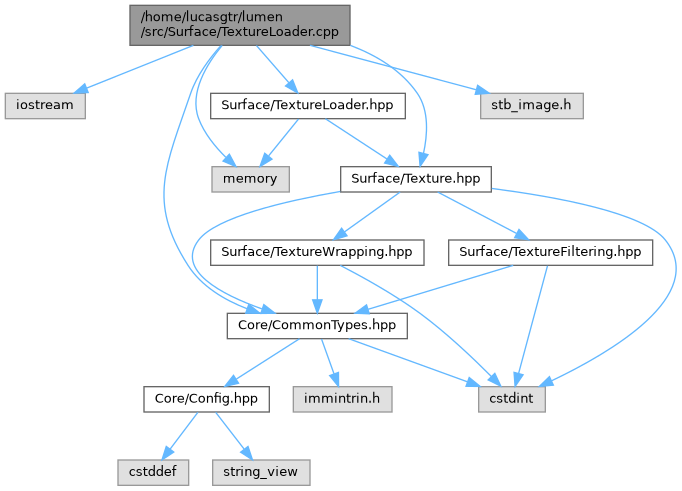 /home/lucasgtr/lumen
/src/Surface/TextureLoader.cpp
iostream
Surface/TextureLoader.hpp
stb_image.h
memory
Surface/Texture.hpp
Surface/TextureWrapping.hpp
Surface/TextureFiltering.hpp
Core/CommonTypes.hpp
Core/Config.hpp
immintrin.h
cstdint
cstddef
string_view